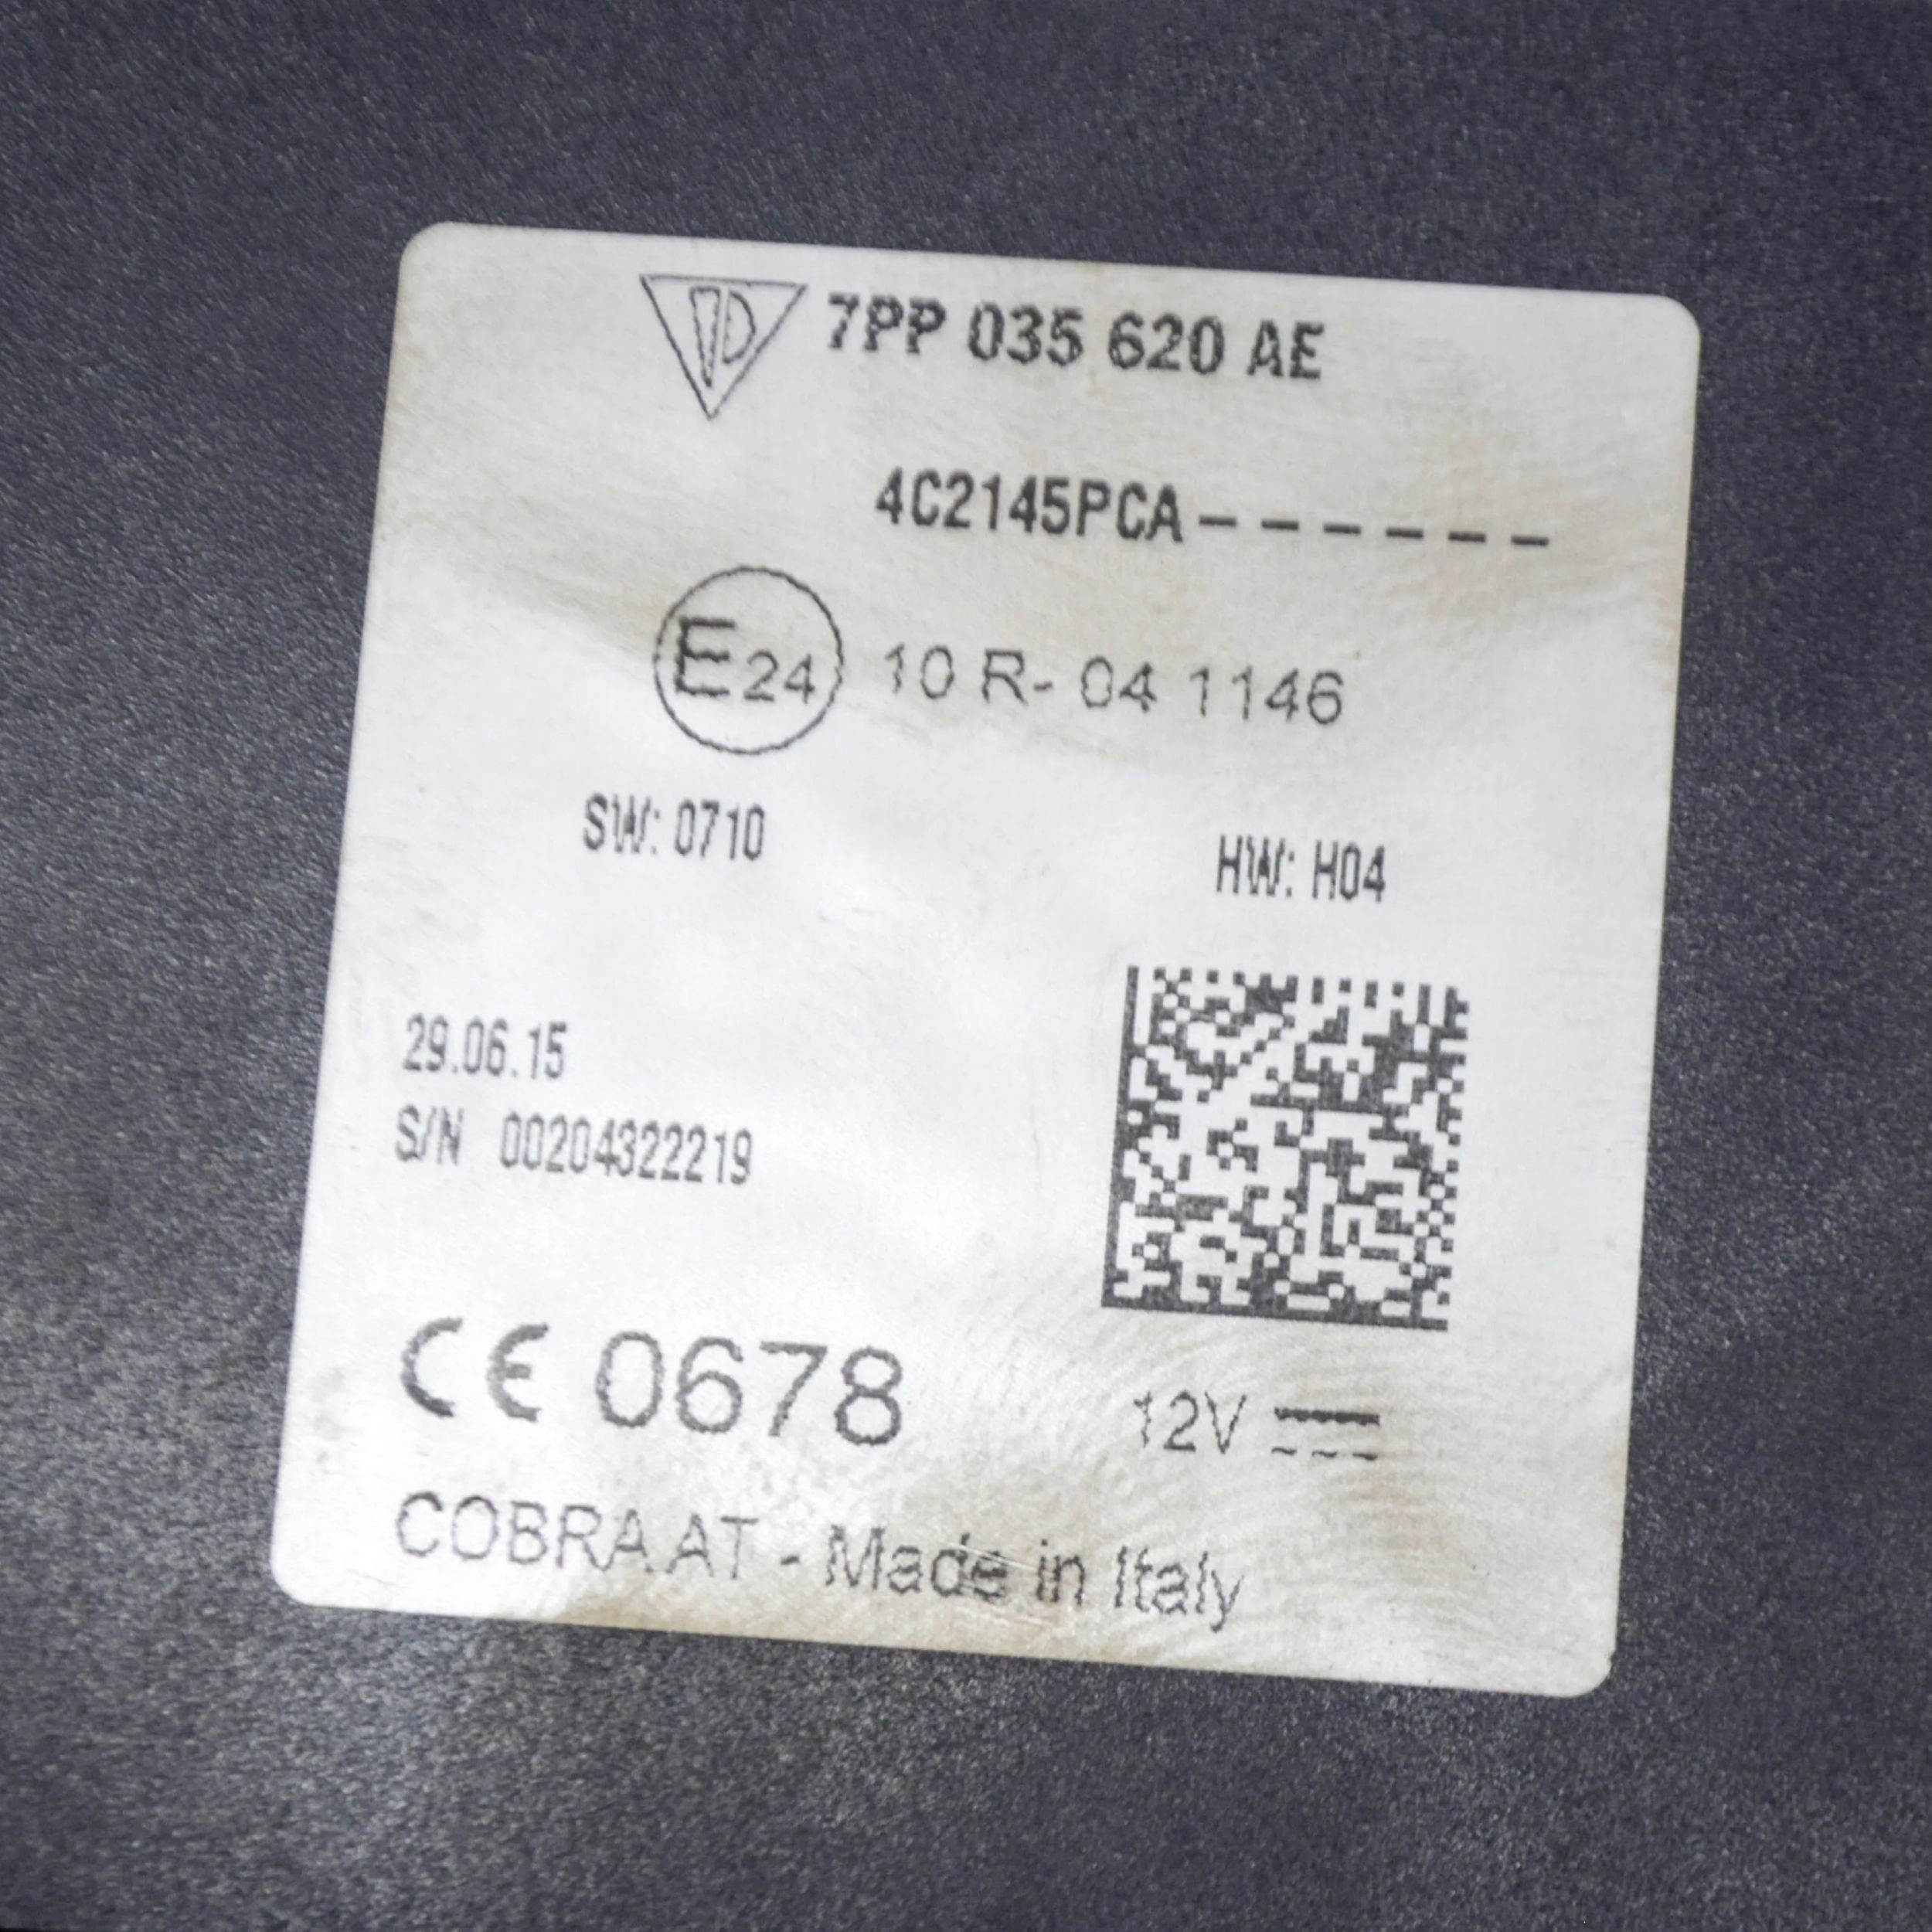 7PP 035 620 AE
4C2145PCA------
E24 10 R- 04 1146
SW: 0710 HW: H04
29.06.15
S/N 00204322219
CE 0678 12V
COBRA AT - Made in Italy